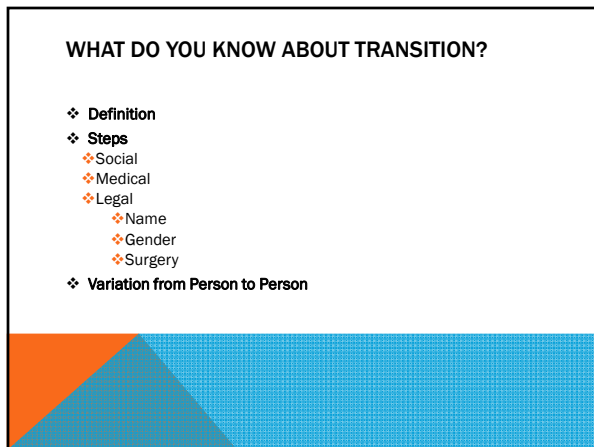 WHAT DO YOU KNOW ABOUT TRANSITION?
❖ Definition
❖ Steps
❖Social
❖Medical
❖Legal
❖Name
❖Gender
❖Surgery
❖ Variation from Person to Person